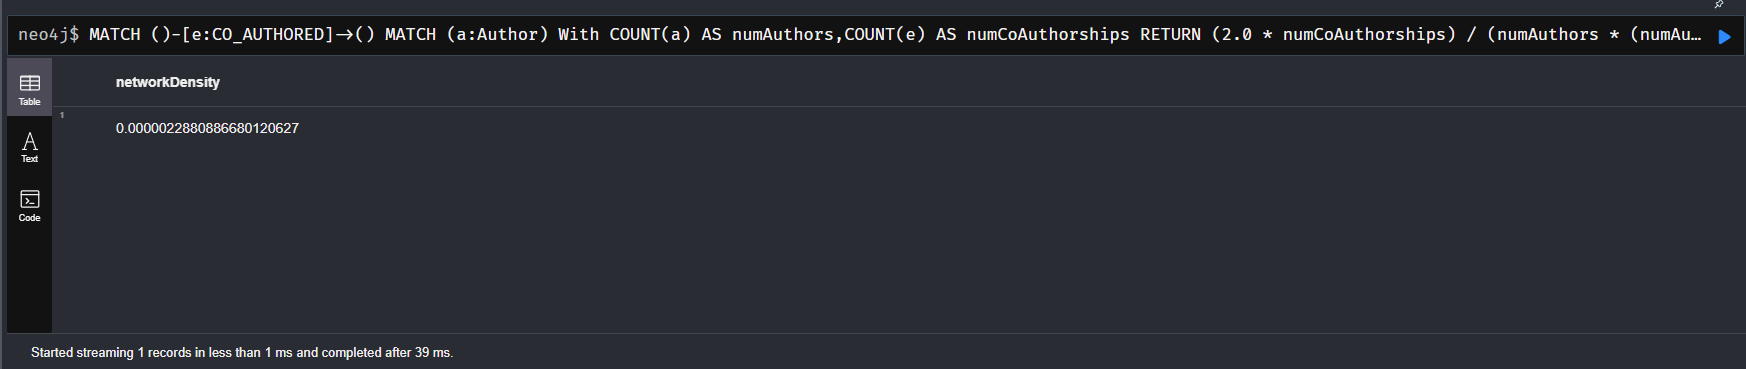 neo4j$ MATCH ()-[e:CO_AUTHORED]->() MATCH (a:Author) With COUNT(a) AS numAuthors,COUNT(e) AS numCoAuthorships RETURN (2.0 * numCoAuthorships) / (numAuthors * (numAu…
Table
networkDensity
1
0.0000022880886680120627
Text
Code
Started streaming 1 records in less than 1 ms and completed after 39 ms.